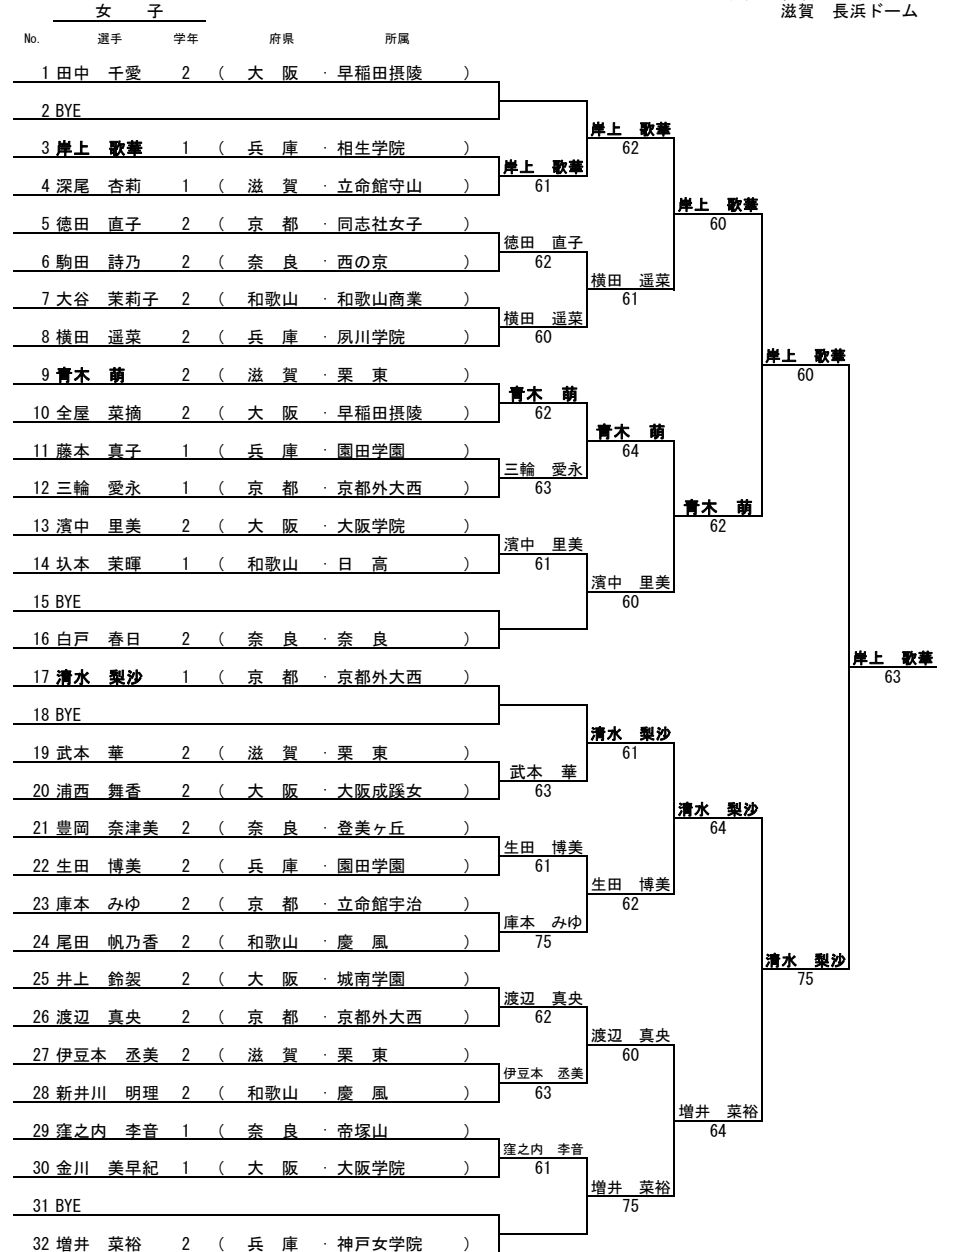 滋賀　長浜ドーム
女　子
No.　選手　学年　府県　所属
1 田中　千愛　2　(　大　阪　・　早稲田摂陵　)
2 BYE
岸上　歌華
62
3 岸上　歌華　1　(　兵　庫　・　相生学院　)
岸上　歌華
61
4 深尾　杏莉　1　(　滋　賀　・　立命館守山　)
岸上　歌華
60
5 徳田　直子　2　(　京　都　・　同志社女子　)
徳田　直子
62
6 駒田　詩乃　2　(　奈　良　・　西の京　)
横田　遥菜
61
7 大谷　茉莉子　2　(　和歌山　・　和歌山商業　)
横田　遥菜
60
8 横田　遥菜　2　(　兵　庫　・　夙川学院　)
岸上　歌華
60
9 青木　萌　2　(　滋　賀　・　栗　東　)
青木　萌
62
10 全屋　菜摘　2　(　大　阪　・　早稲田摂陵　)
青木　萌
64
11 藤本　真子　1　(　兵　庫　・　園田学園　)
三輪　愛永
63
12 三輪　愛永　1　(　京　都　・　京都外大西　)
青木　萌
62
13 濱中　里美　2　(　大　阪　・　大阪学院　)
濱中　里美
61
14 圦本　茉暉　1　(　和歌山　・　日　高　)
濱中　里美
60
15 BYE
16 白戸　春日　2　(　奈　良　・　奈　良　)
岸上　歌華
63
17 清水　梨沙　1　(　京　都　・　京都外大西　)
18 BYE
清水　梨沙
61
19 武本　華　2　(　滋　賀　・　栗　東　)
武本　華
63
20 浦西　舞香　2　(　大　阪　・　大阪成蹊女　)
清水　梨沙
64
21 豊岡　奈津美　2　(　奈　良　・　登美ヶ丘　)
生田　博美
61
22 生田　博美　2　(　兵　庫　・　園田学園　)
生田　博美
62
23 庫本　みゆ　2　(　京　都　・　立命館宇治　)
庫本　みゆ
75
24 尾田　帆乃香　2　(　和歌山　・　慶　風　)
清水　梨沙
75
25 井上　鈴袈　2　(　大　阪　・　城南学園　)
渡辺　真央
62
26 渡辺　真央　2　(　京　都　・　京都外大西　)
渡辺　真央
60
27 伊豆本　丞美　2　(　滋　賀　・　栗　東　)
伊豆本　丞美
63
28 新井川　明理　2　(　和歌山　・　慶　風　)
増井　菜裕
64
29 窪之内　李音　1　(　奈　良　・　帝塚山　)
窪之内　李音
61
30 金川　美早紀　1　(　大　阪　・　大阪学院　)
増井　菜裕
75
31 BYE
32 増井　菜裕　2　(　兵　庫　・　神戸女学院　)